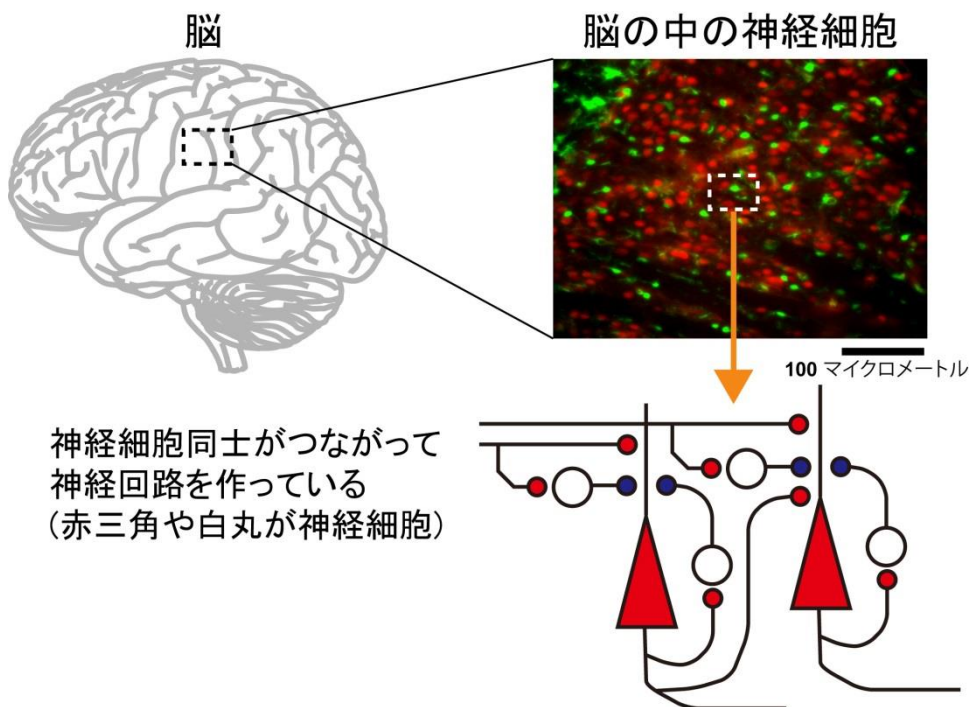 脳
脳の中の神経細胞
100 マイクロメートル
神経細胞同士がつながって
神経回路を作っている
(赤三角や白丸が神経細胞)